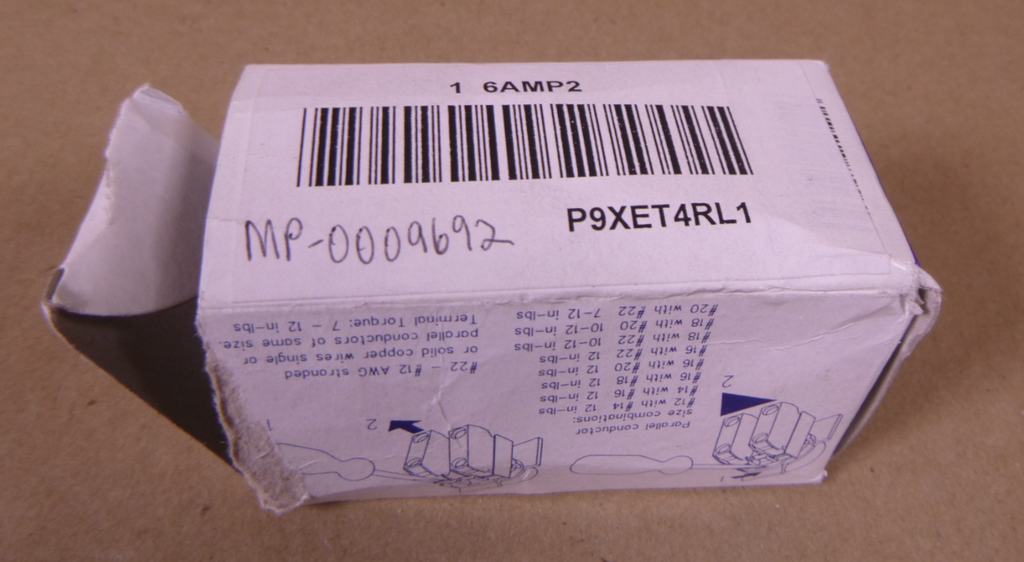 1 6AMP2
P9XET4RL1
MP-0009692
#22 - #12 AWG stranded
or solid copper wires single or
parallel conductors of same size.
Terminal Torque: 7 - 12 in-lbs
Parallel conductor
size combinations:
#12 with #14 12 in-lbs
#14 with #16 12 in-lbs
#16 with #18 12 in-lbs
#16 with #20 12 in-lbs
#16 with #22 12 in-lbs
#18 with #22 10-12 in-lbs
#18 with #20 10-12 in-lbs
#20 with #22 7-12 in-lbs
1
2
1
2